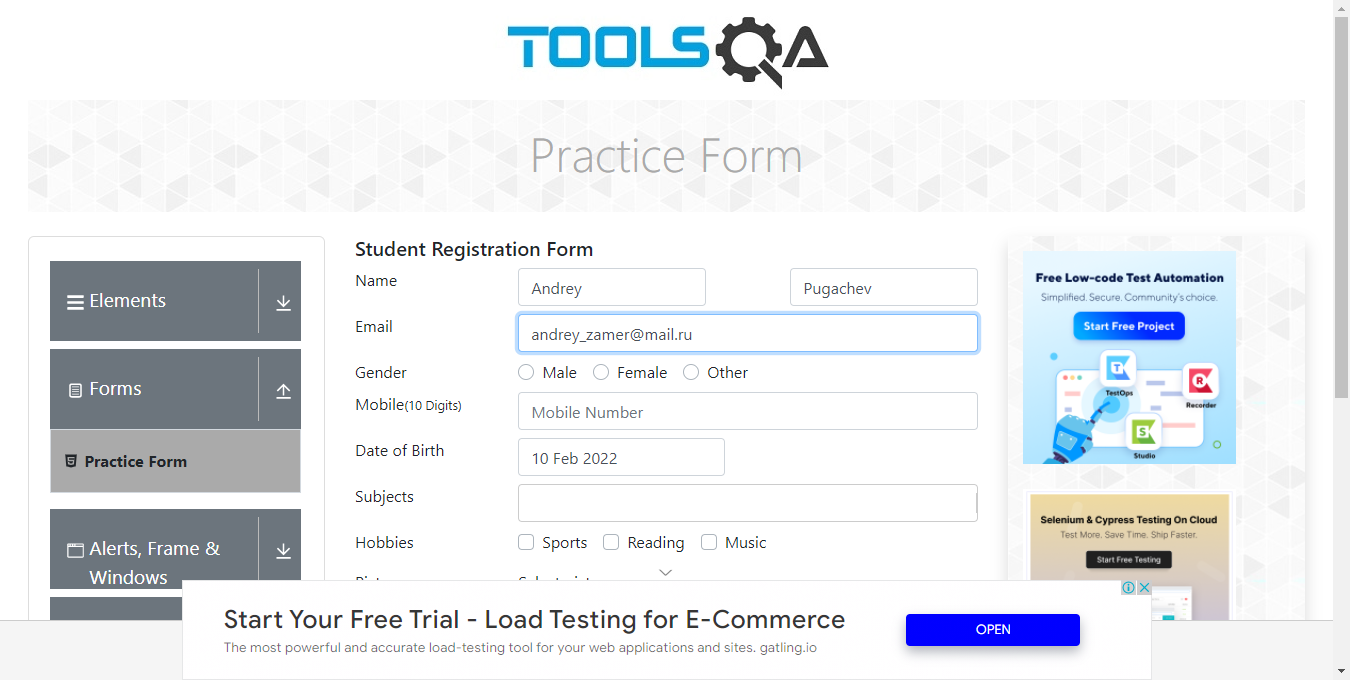 TOOLSQA
Practice Form
Elements
Forms
Practice Form
Alerts, Frame &
Windows
Student Registration Form
Name
Andrey
Pugachev
Email
andrey_zamer@mail.ru
Gender
Male
Female
Other
Mobile(10 Digits)
Mobile Number
Date of Birth
10 Feb 2022
Subjects
Hobbies
Sports
Reading
Music
Free Low-code Test Automation
Simplified. Secure. Community's choice.
Start Free Project
TestOps
Recorder
Studio
Selenium & Cypress Testing On Cloud
Test More. Save Time. Ship Faster.
Start Free Testing
Start Your Free Trial - Load Testing for E-Commerce
The most powerful and accurate load-testing tool for your web applications and sites. gatling.io
OPEN